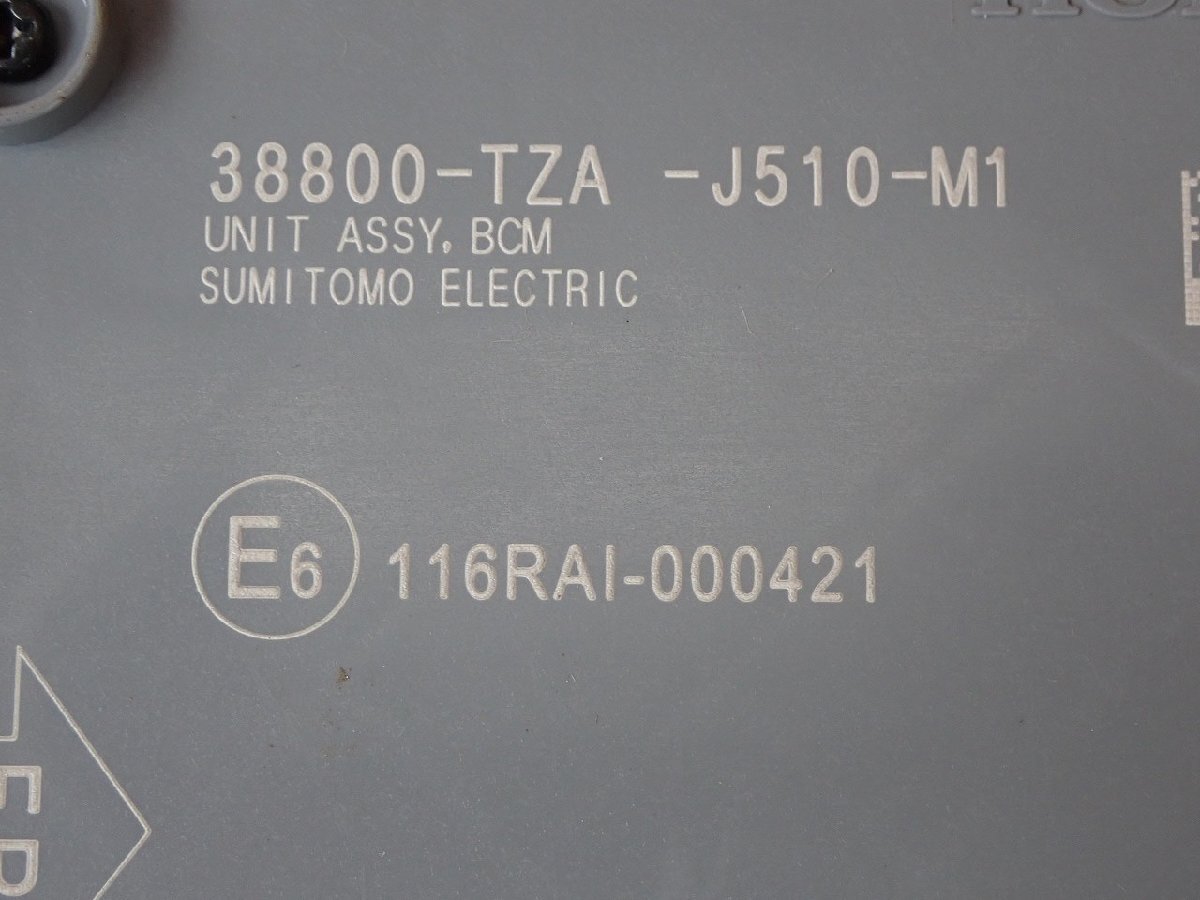 38800-TZA -J510-M1
UNIT ASSY, BCM
SUMITOMO ELECTRIC
E6 116RAI-000421